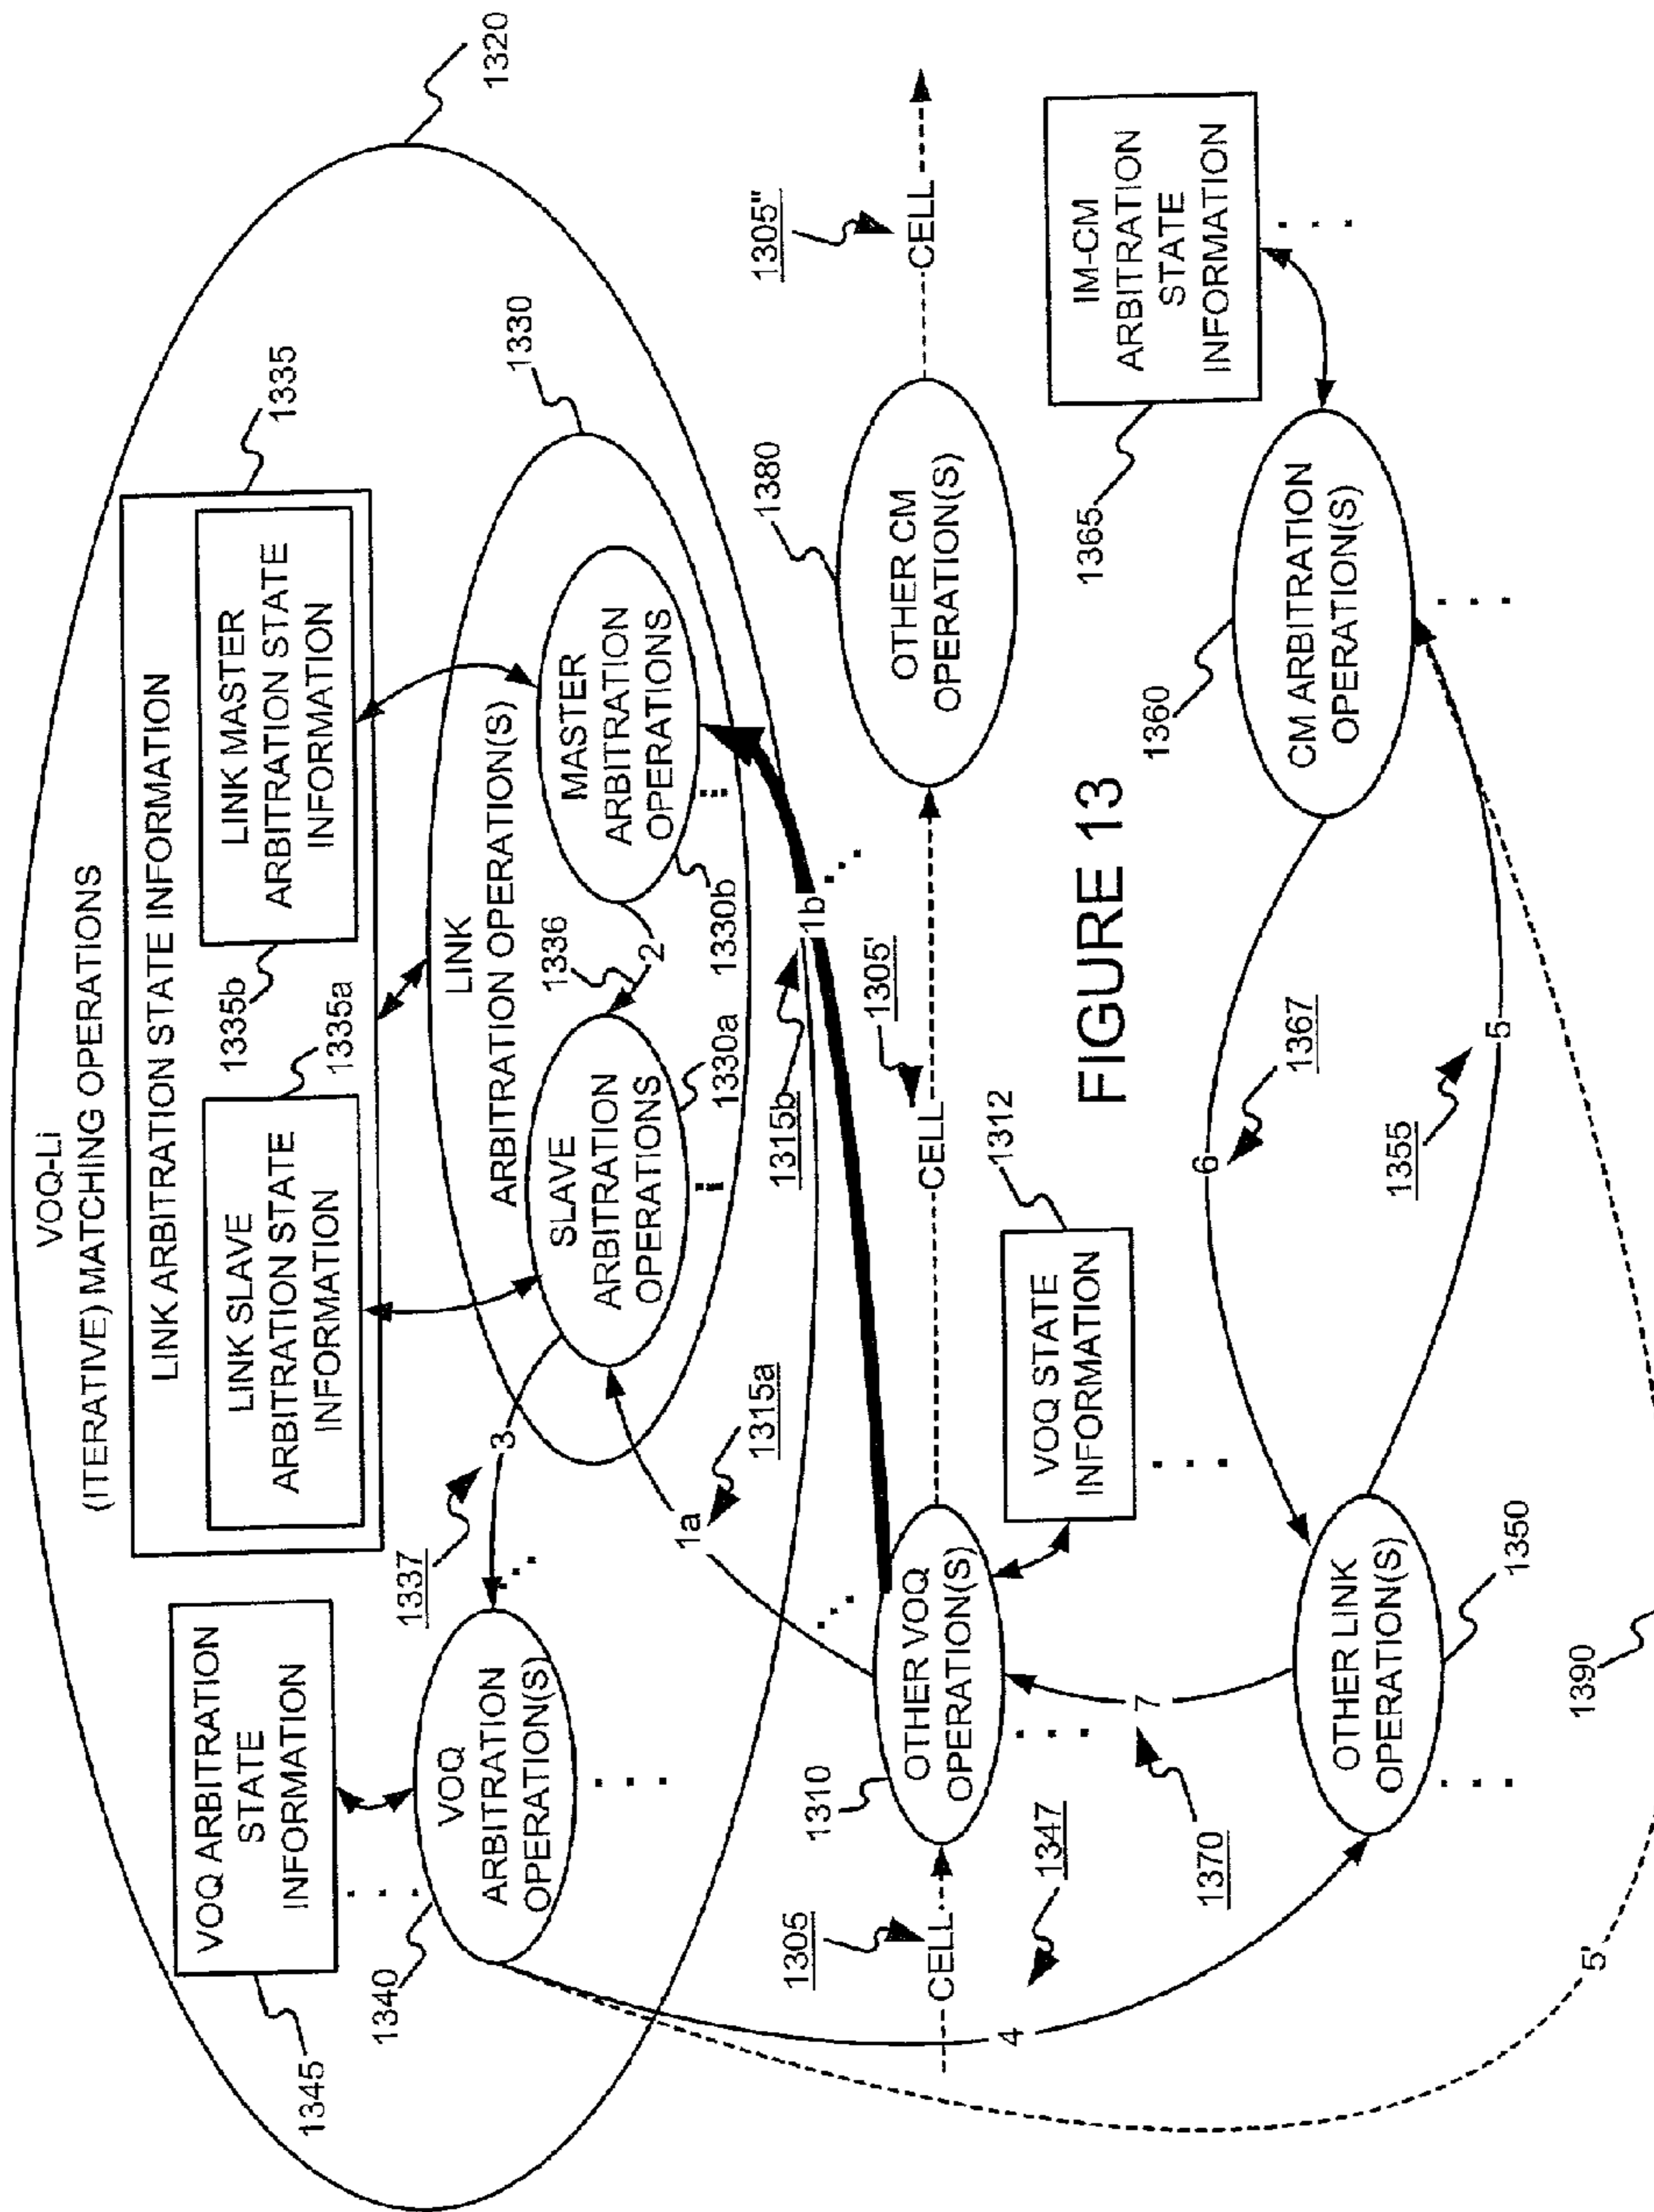 VOQ-Li
(ITERATIVE) MATCHING OPERATIONS
1320
LINK ARBITRATION STATE INFORMATION
1335
VOQ ARBITRATION
STATE
INFORMATION
1345
LINK SLAVE
ARBITRATION STATE
INFORMATION
1335a
LINK MASTER
ARBITRATION STATE
INFORMATION
1335b
1330
LINK
ARBITRATION OPERATION(S)
VOQ
ARBITRATION
OPERATION(S)
1340
1337
3
SLAVE
ARBITRATION
OPERATIONS
1330a
1336
2
MASTER
ARBITRATION
OPERATIONS
1330b
1a
1315a
1315b
1b
1305
CELL
1310
OTHER VOQ
OPERATION(S)
CELL
1305'
1380
OTHER CM
OPERATION(S)
CELL
1305"
VOQ STATE
INFORMATION
1312
4
1347
7
1370
FIGURE 13
IM-CM
ARBITRATION
STATE
INFORMATION
1365
6
1367
1360
CM ARBITRATION
OPERATION(S)
OTHER LINK
OPERATION(S)
1350
1355
5
5'
1390